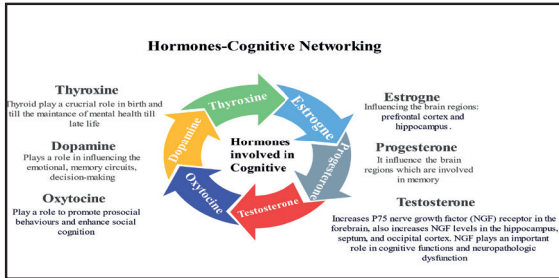 Hormones-Cognitive Networking
Thyroxine
Thyroid play a crucrial role in birth and
till the maintance of mental health till
late life
Dopamine
Plays a role in influencing the
emotional, memory circuits,
decision-making
Oxytocine
Play a role to promote prosocial
behaviours and enhance social
cognition
Thyroxine
Estrogne
Progesterone
Testosterone
Oxytocine
Dopamine
Hormones
involved in
Cognitive
Estrogne
Influencing the brain regions:
prefrontal cortex and
hippocampus .
Progesterone
It influence the brain
regions which are involved
in memory
Testosterone
Increases P75 nerve growth factor (NGF) receptor in the
forebrain, also increases NGF levels in the hippocampus,
septum, and occipital cortex. NGF plays an important
role in cognitive functions and neuropathologic
dysfunction